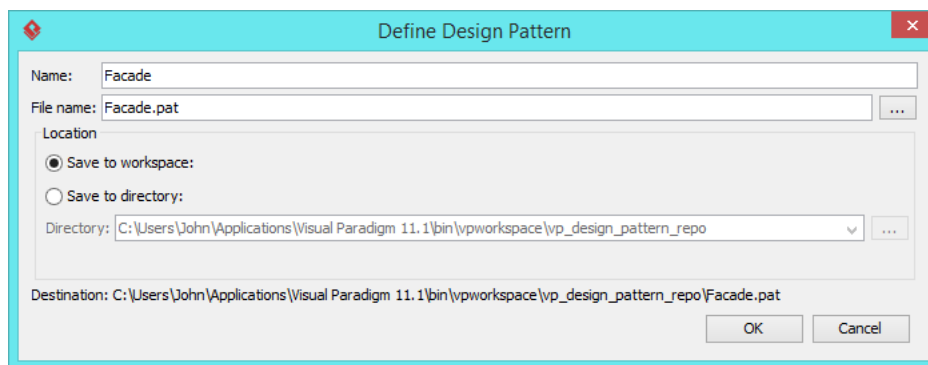 Define Design Pattern
Name: Facade
File name: Facade.pat ...
Location
Save to workspace:
Save to directory:
Directory: C:\Users\John\Applications\Visual Paradigm 11.1\bin\vpworkspace\vp_design_pattern_repo ...
Destination: C:\Users\John\Applications\Visual Paradigm 11.1\bin\vpworkspace\vp_design_pattern_repo\Facade.pat
OK Cancel